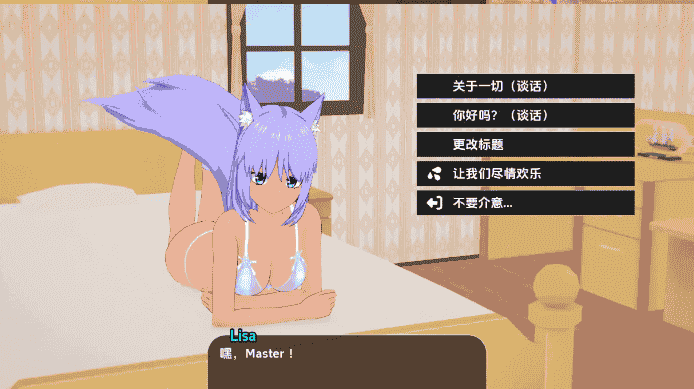 关于一切（谈话）
你好吗？（谈话）
更改标题
让我们尽情欢乐
不要介意...
Lisa
嘿，Master！